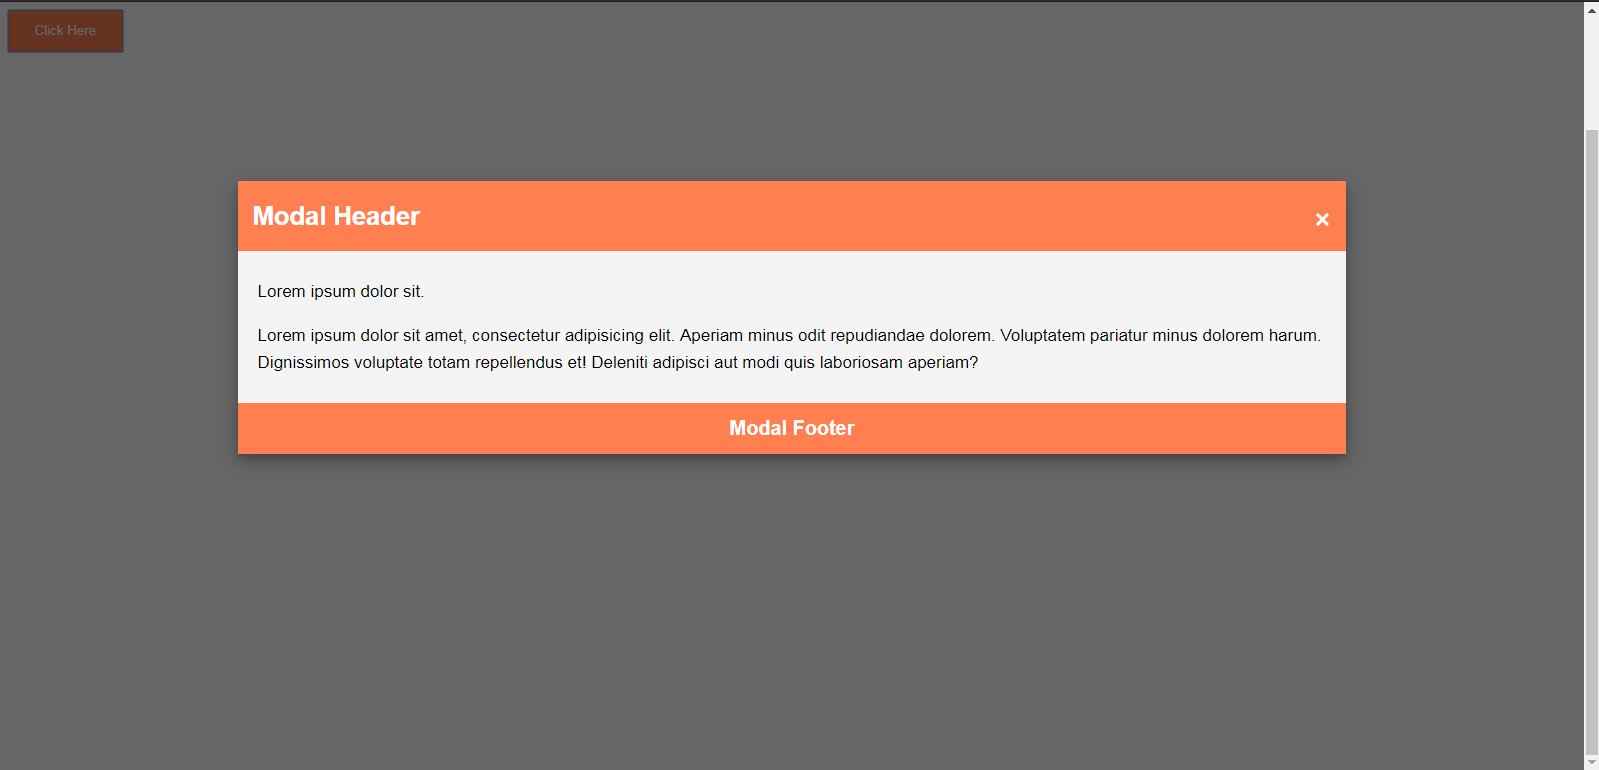 Click Here
Modal Header
×
Lorem ipsum dolor sit.
Lorem ipsum dolor sit amet, consectetur adipisicing elit. Aperiam minus odit repudiandae dolorem. Voluptatem pariatur minus dolorem harum.
Dignissimos voluptate totam repellendus et! Deleniti adipisci aut modi quis laboriosam aperiam?
Modal Footer